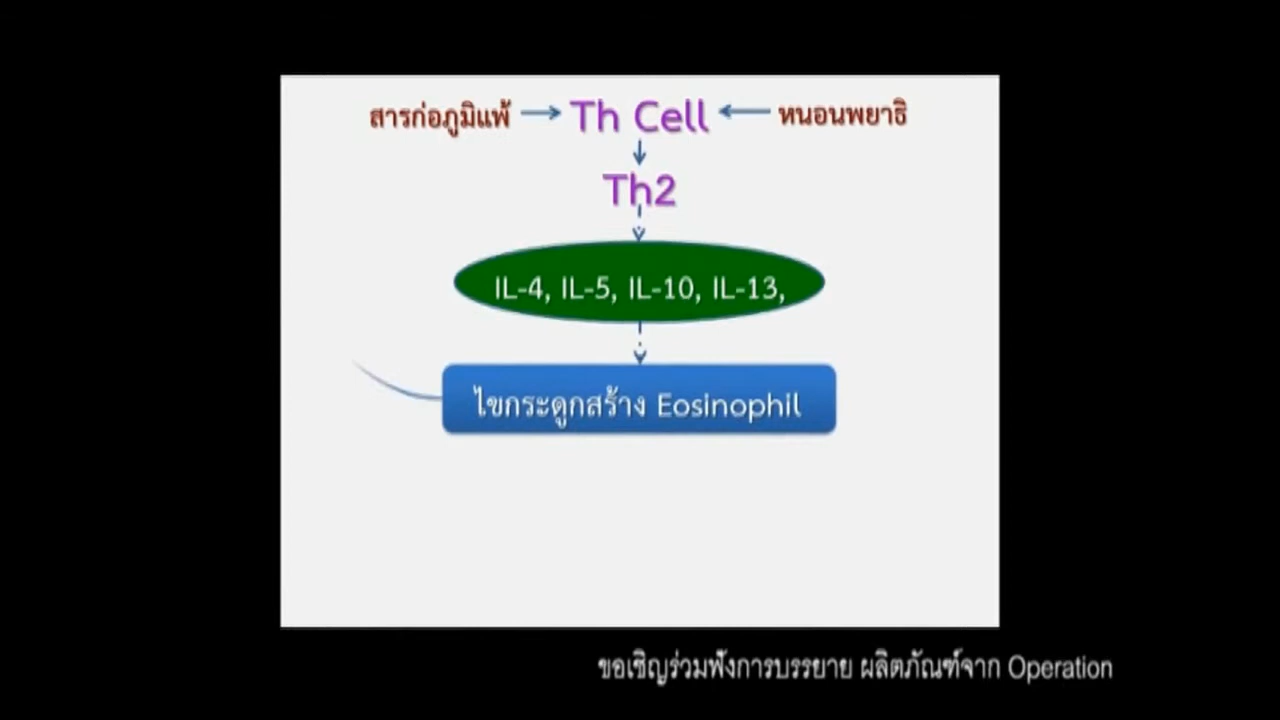 สารก่อภูมิแพ้ Th Cell หนอนพยาธิ
Th2
IL-4, IL-5, IL-10, IL-13,
ไขกระดูกสร้าง Eosinophil
ขอเชิญร่วมฟังการบรรยาย ผลิตภัณฑ์จาก Operation